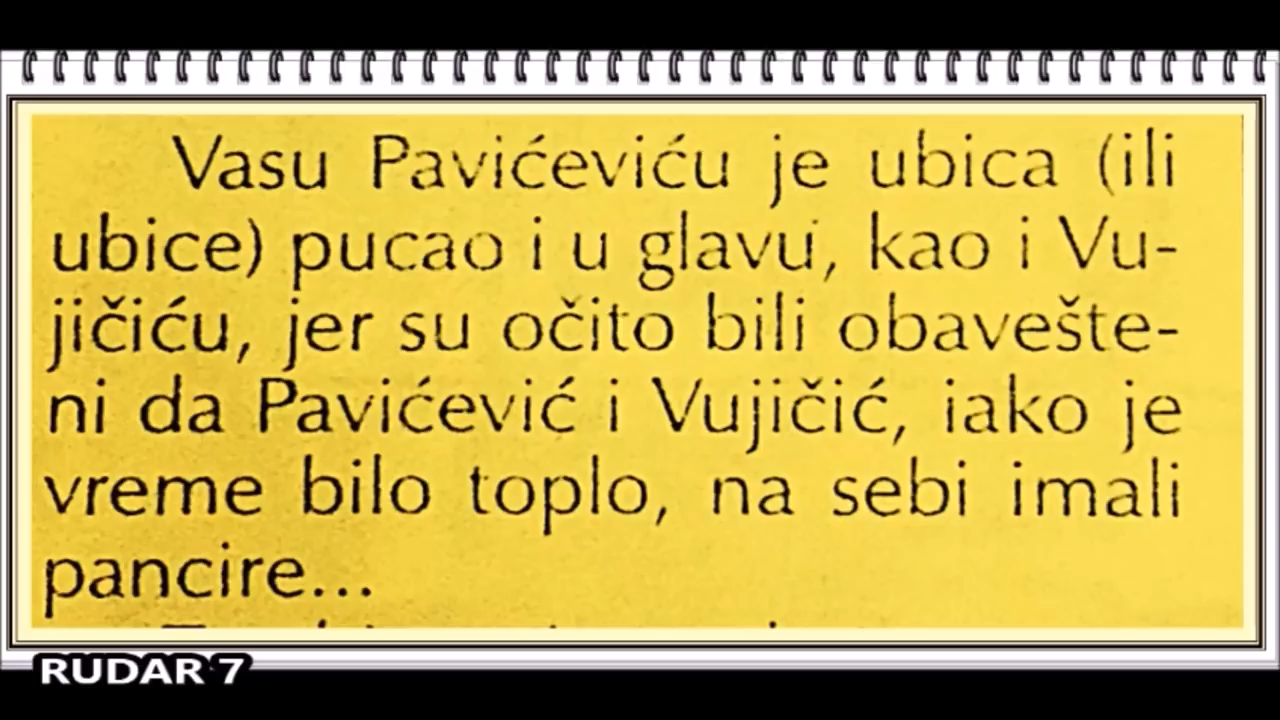 Vasu Pavićeviću je ubica (ili
ubice) pucao i u glavu, kao i Vu-
jičiću, jer su očito bili obavešte-
ni da Pavićević i Vujičić, iako je
vreme bilo toplo, na sebi imali
pancire...
RUDAR 7